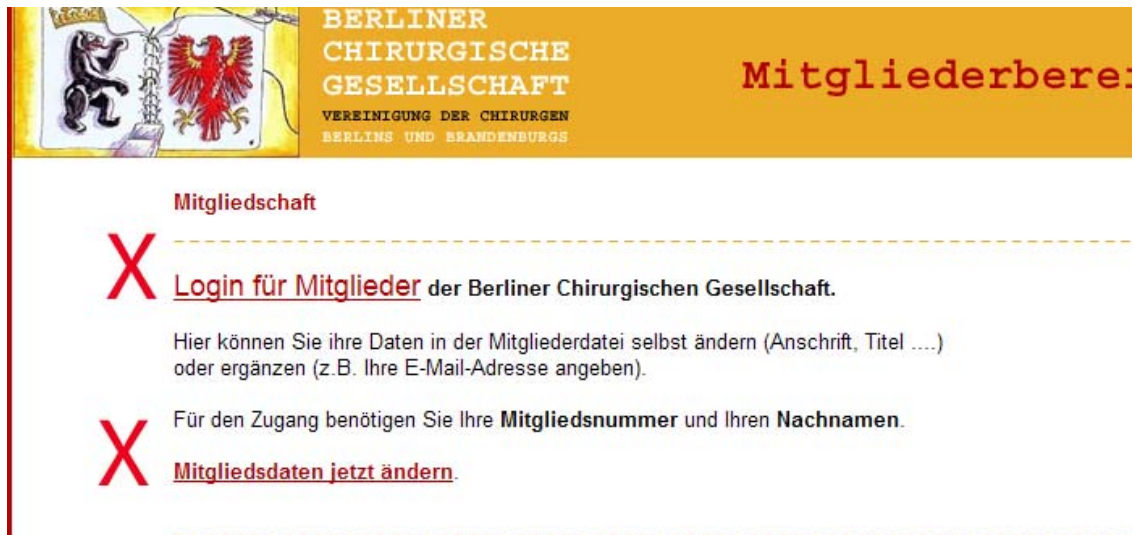 BERLINER
CHIRURGISCHE
GESELLSCHAFT
VEREINIGUNG DER CHIRURGEN
BERLINS UND BRANDENBURGS
Mitgliederberei
Mitgliedschaft
X
Login für Mitglieder der Berliner Chirurgischen Gesellschaft.
Hier können Sie ihre Daten in der Mitgliederdatei selbst ändern (Anschrift, Titel ....)
oder ergänzen (z.B. Ihre E-Mail-Adresse angeben).
Für den Zugang benötigen Sie Ihre Mitgliedsnummer und Ihren Nachnamen.
X
Mitgliedsdaten jetzt ändern.